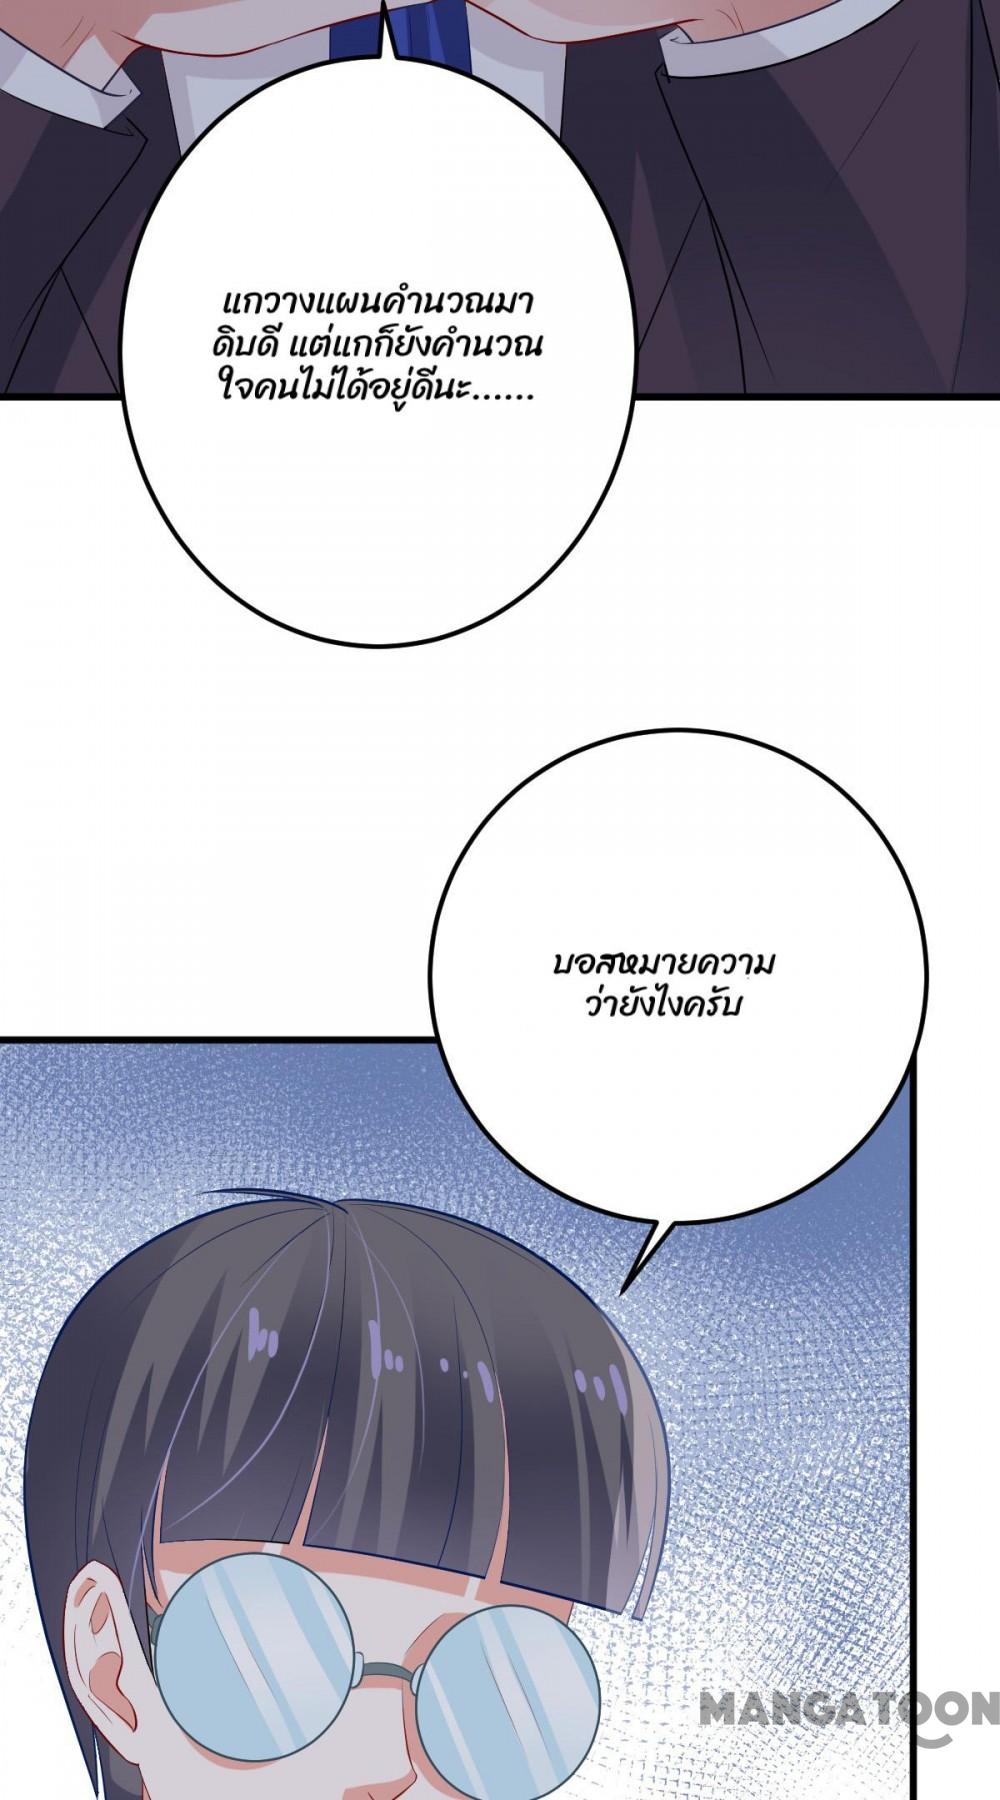 แกวางแผนคำนวณมา
ดิบดี แต่แกก็ยังคำนวณ
ใจคนไม่ได้อยู่ดีนะ......
บอสหมายความ
ว่ายังไงครับ
MANGATOON